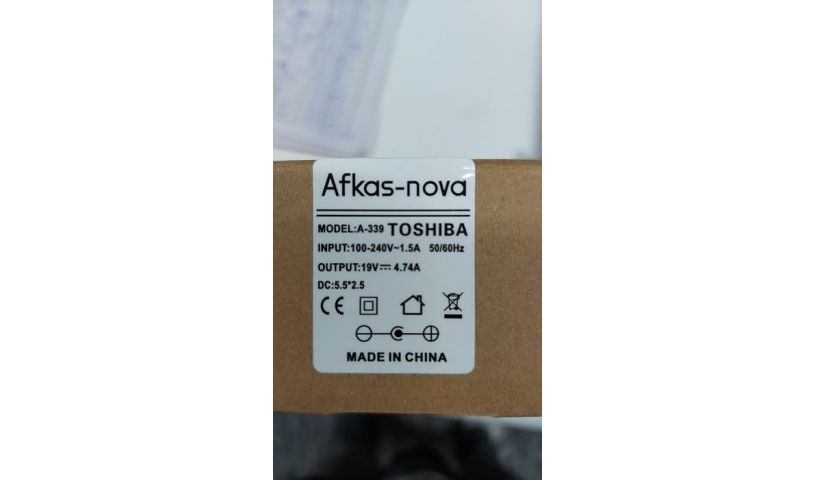 Afkas-nova
MODEL:A-339 TOSHIBA
INPUT:100-240V~1.5A 50/60Hz
OUTPUT:19V⎓4.74A
DC:5.5*2.5
CE
MADE IN CHINA